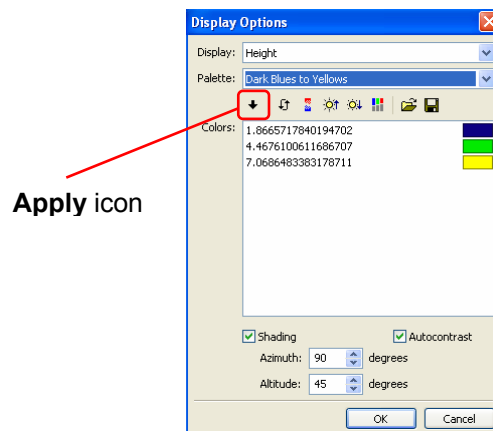 Display Options
Display: Height
Palette: Dark Blues to Yellows
Colors:
1.8665717840194702
4.4676100611686707
7.0686483383178711
Apply icon
Shading
Autocontrast
Azimuth: 90 degrees
Altitude: 45 degrees
OK
Cancel